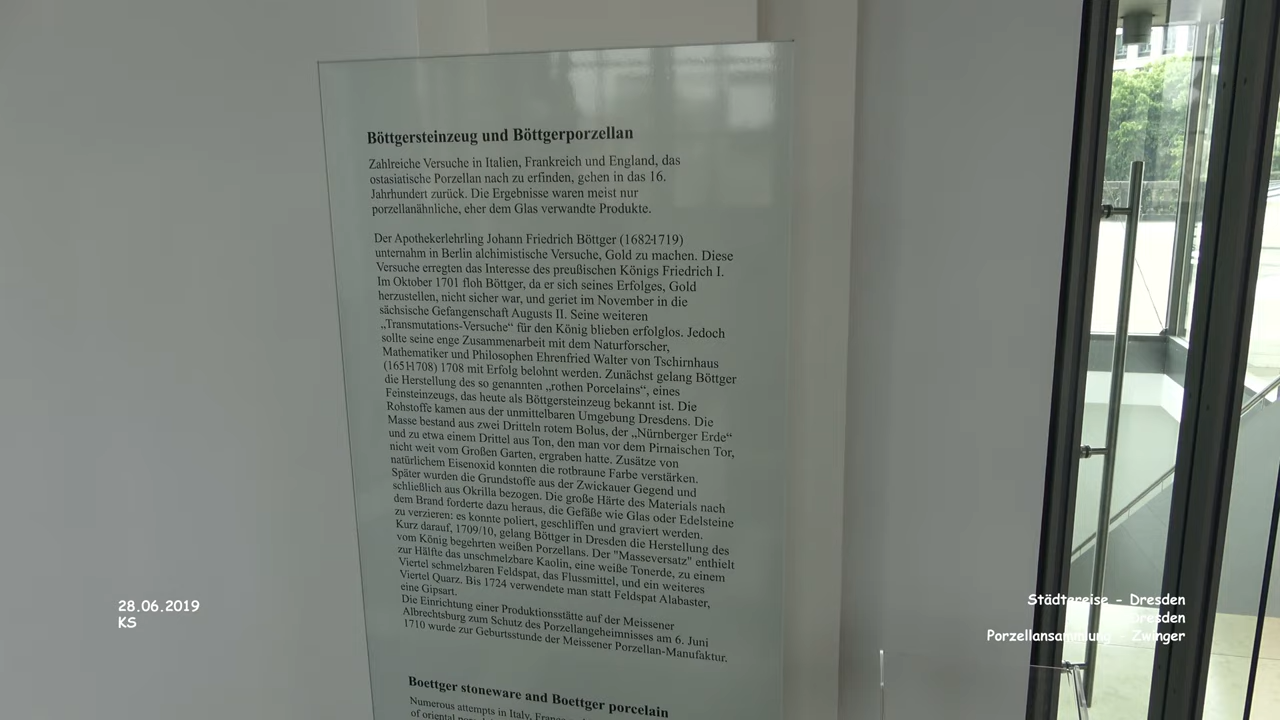 Böttgersteinzeug und Böttgerporzellan
Zahlreiche Versuche in Italien, Frankreich und England, das
ostasiatische Porzellan nach zu erfinden, gehen in das 16.
Jahrhundert zurück. Die Ergebnisse waren meist nur
porzellanähnliche, eher dem Glas verwandte Produkte.
Der Apothekerlehrling Johann Friedrich Böttger (1682-1719)
unternahm in Berlin alchimistische Versuche, Gold zu machen. Diese
Versuche erregten das Interesse des preußischen Königs Friedrich I.
Im Oktober 1701 floh Böttger, da er sich seines Erfolges, Gold
herzustellen, nicht sicher war, und geriet im November in die
sächsische Gefangenschaft Augusts II. Seine weiteren
„Transmutations-Versuche“ für den König blieben erfolglos. Jedoch
sollte seine enge Zusammenarbeit mit dem Naturforscher,
Mathematiker und Philosophen Ehrenfried Walter von Tschirnhaus
(1651-1708) 1708 mit Erfolg belohnt werden. Zunächst gelang Böttger
die Herstellung des so genannten „rothen Porcelains“, eines
Feinsteinzeugs, das heute als Böttgersteinzeug bekannt ist. Die
Rohstoffe kamen aus der unmittelbaren Umgebung Dresdens. Die
Masse bestand aus zwei Dritteln rotem Bolus, der „Nürnberger Erde“
und zu etwa einem Drittel aus Ton, den man vor dem Pirnaischen Tor,
nicht weit vom Großen Garten, ergraben hatte. Zusätze von
natürlichem Eisenoxid konnten die rotbraune Farbe verstärken.
Später wurden die Grundstoffe aus der Zwickauer Gegend und
schließlich aus Okrilla bezogen. Die große Härte des Materials nach
dem Brand forderte dazu heraus, die Gefäße wie Glas oder Edelsteine
zu verzieren: es konnte poliert, geschliffen und graviert werden.
Kurz darauf, 1709/10, gelang Böttger in Dresden die Herstellung des
vom König begehrten weißen Porzellans. Der "Masseversatz" enthielt
zur Hälfte das unschmelzbare Kaolin, eine weiße Tonerde, zu einem
Viertel schmelzbaren Feldspat, das Flussmittel, und ein weiteres
Viertel Quarz. Bis 1724 verwendete man statt Feldspat Alabaster,
eine Gipsart.
Die Einrichtung einer Produktionsstätte auf der Meissener
Albrechtsburg zum Schutz des Porzellangeheimnisses am 6. Juni
1710 wurde zur Geburtsstunde der Meissener Porzellan-Manufaktur.
Boettger stoneware and Boettger porcelain
Numerous attempts in Italy,
of oriental
28.06.2019
KS
Städtereise - Dresden
Dresden
Porzellansammlung - Zwinger